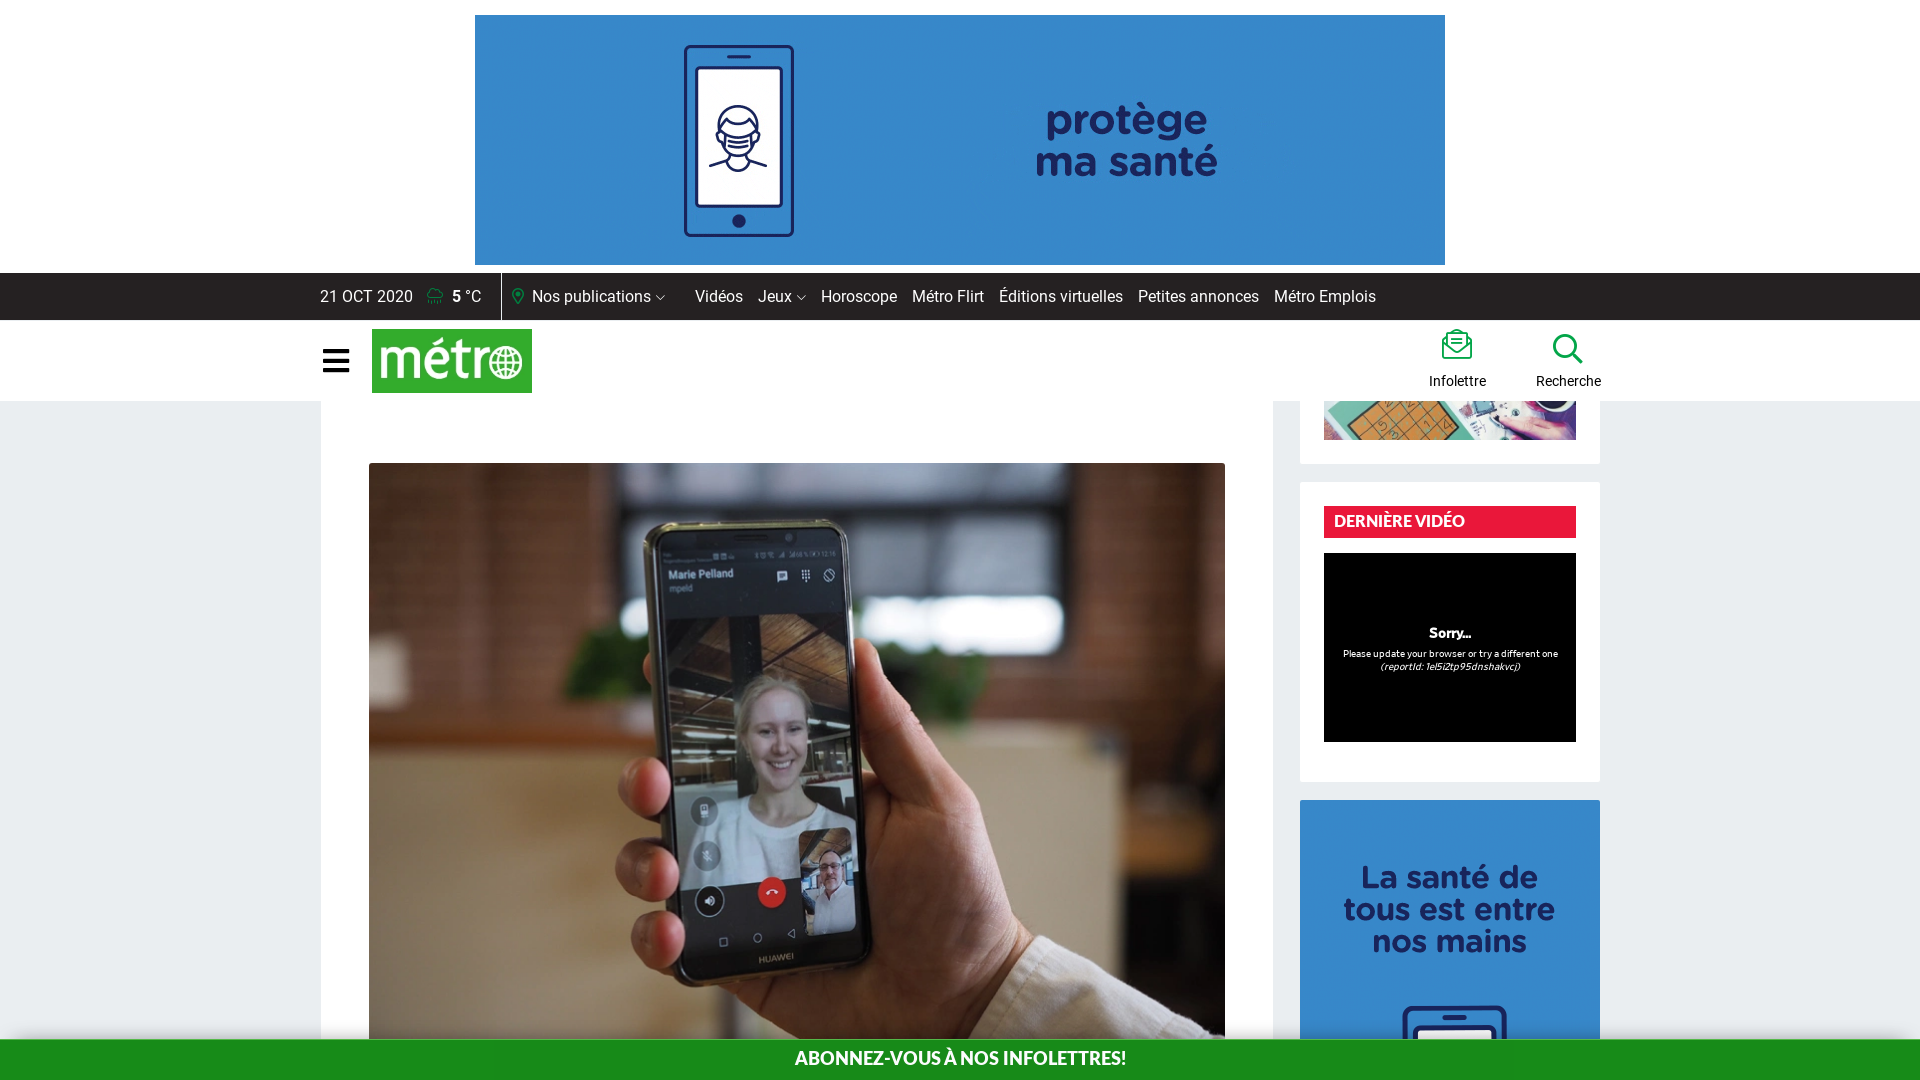 protège
ma santé
21 OCT 2020 5 °C Nos publications Vidéos Jeux Horoscope Métro Flirt Éditions virtuelles Petites annonces Métro Emplois
métro
Infolettre
Recherche
DERNIÈRE VIDÉO
Marie Pelland
mpeld
HUAWEI
Sorry...
Please update your browser or try a different one
(reportId: 1el5i2tp95dnshakvcj)
La santé de
tous est entre
nos mains
ABONNEZ-VOUS À NOS INFOLETTRES!